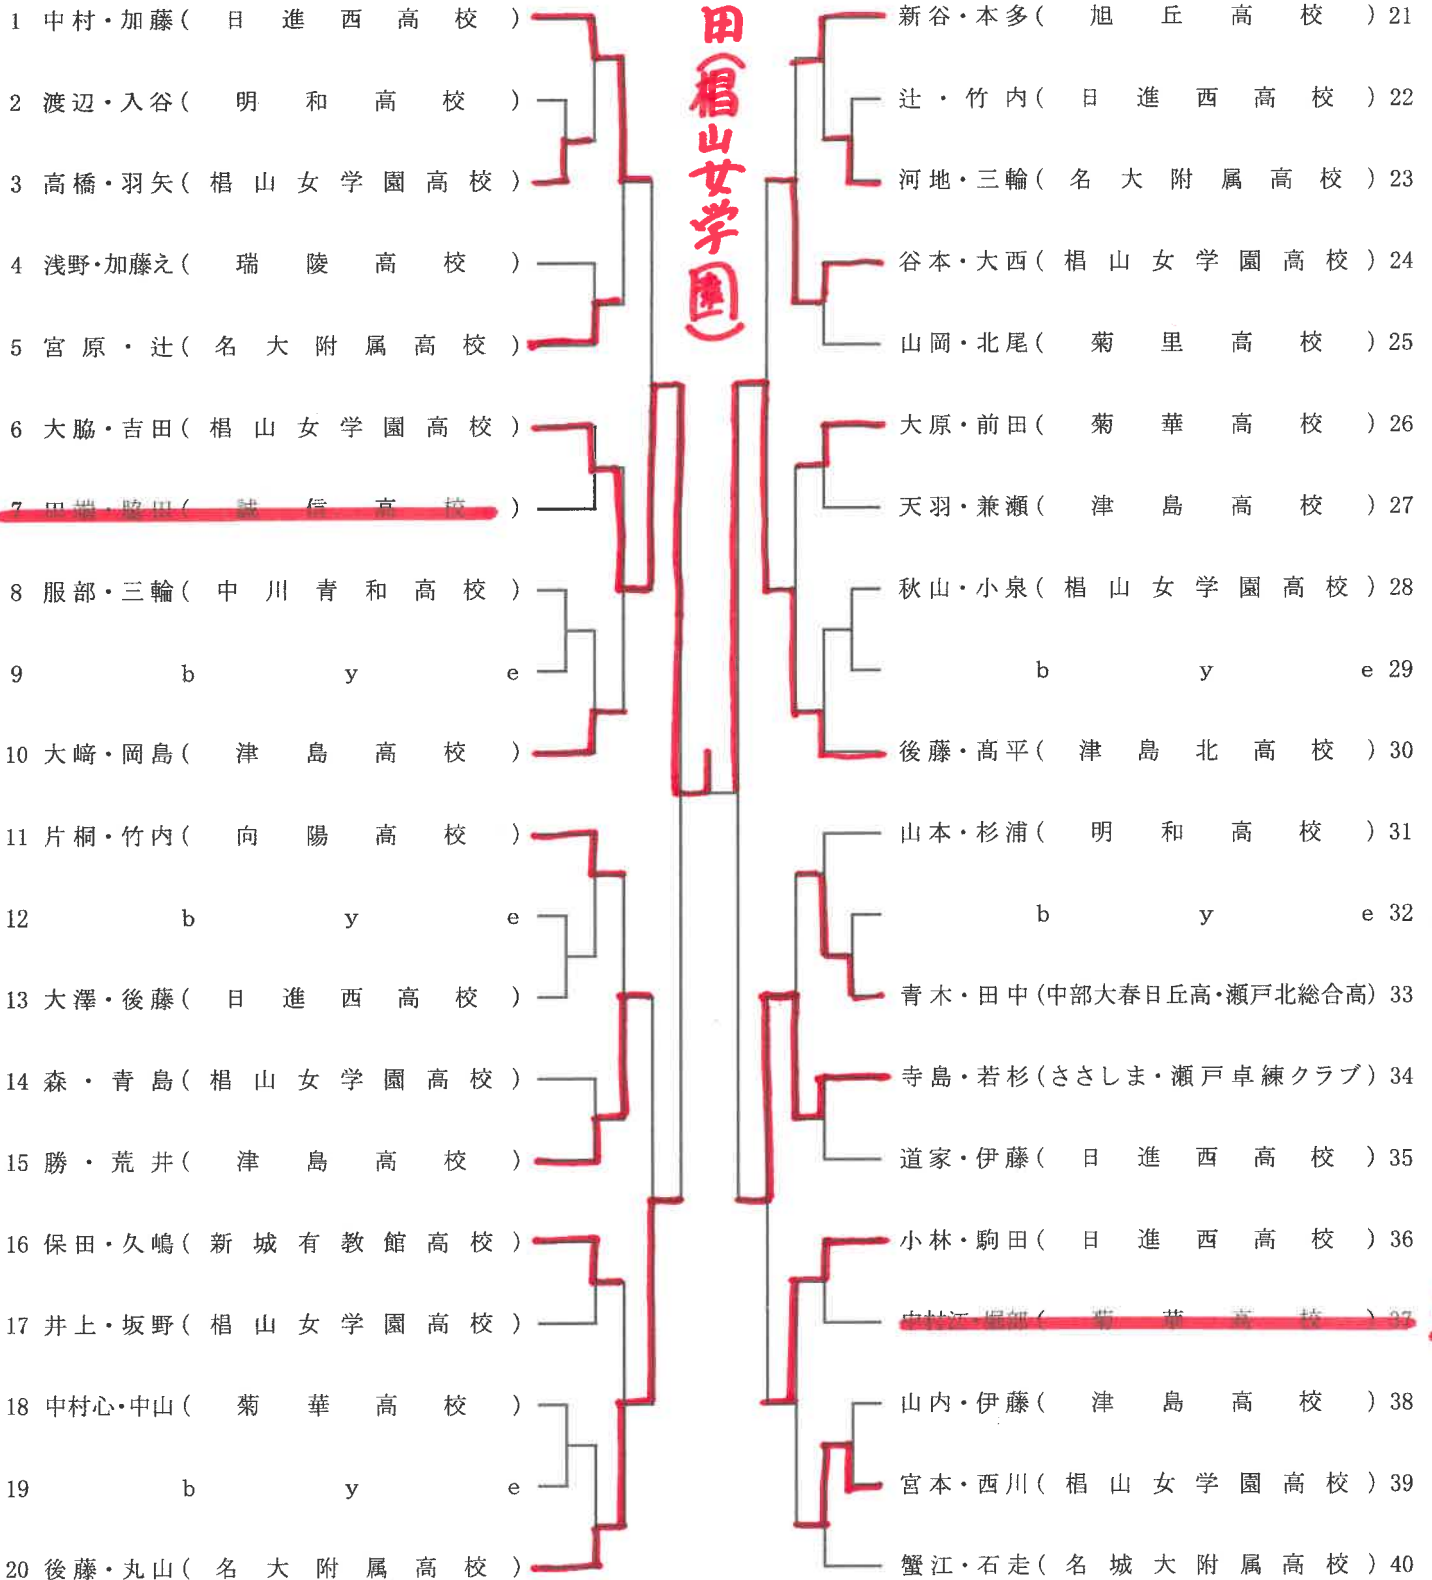 1 中村・加藤(日進西高校)
2 渡辺・入谷(明和高校)
3 高橋・羽矢(椙山女学園高校)
4 浅野・加藤え(瑞陵高校)
5 宮原・辻(名大附属高校)
6 大脇・吉田(椙山女学園高校)
7 田端・脇田(誠信高校)
8 服部・三輪(中川青和高校)
9 bye
10 大﨑・岡島(津島高校)
11 片桐・竹内(向陽高校)
12 bye
13 大澤・後藤(日進西高校)
14 森・青島(椙山女学園高校)
15 勝・荒井(津島高校)
16 保田・久嶋(新城有教館高校)
17 井上・坂野(椙山女学園高校)
18 中村心・中山(菊華高校)
19 bye
20 後藤・丸山(名大附属高校)
田(椙山女学園)
新谷・本多(旭丘高校)21
辻・竹内(日進西高校)22
河地・三輪(名大附属高校)23
谷本・大西(椙山女学園高校)24
山岡・北尾(菊里高校)25
大原・前田(菊華高校)26
天羽・兼瀬(津島高校)27
秋山・小泉(椙山女学園高校)28
bye 29
後藤・髙平(津島北高校)30
山本・杉浦(明和高校)31
bye 32
青木・田中(中部大春日丘高・瀬戸北総合高)33
寺島・若杉(ささしま・瀬戸卓練クラブ)34
道家・伊藤(日進西高校)35
小林・駒田(日進西高校)36
(菊華高校)37
山内・伊藤(津島高校)38
宮本・西川(椙山女学園高校)39
蟹江・石走(名城大附属高校)40